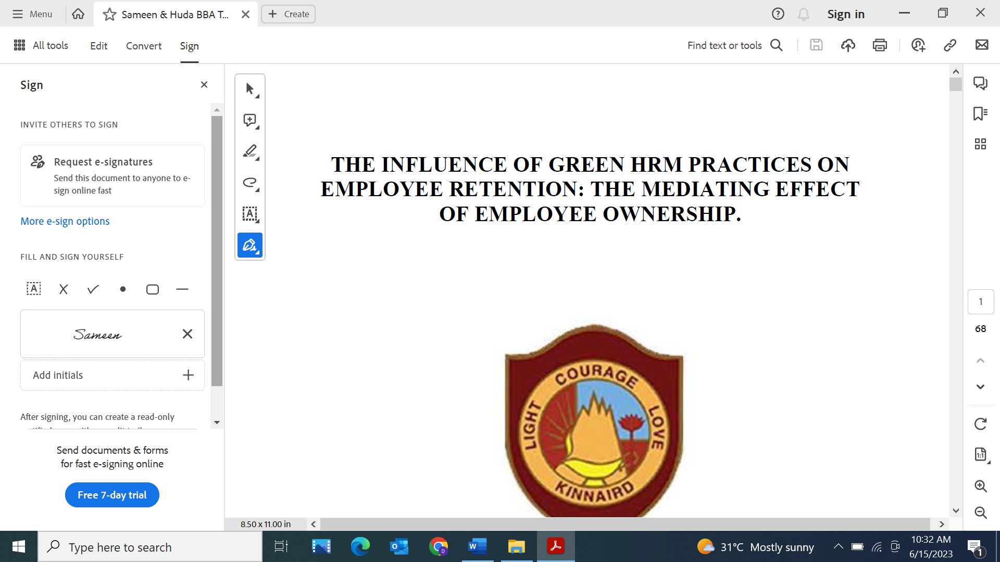 Menu
Sameen & Huda BBA T...
Create
Sign in
All tools
Edit
Convert
Sign
Find text or tools
Sign
INVITE OTHERS TO SIGN
Request e-signatures
Send this document to anyone to e-
sign online fast
More e-sign options
FILL AND SIGN YOURSELF
A
Sameen
Add initials
After signing, you can create a read-only
Send documents & forms
for fast e-signing online
Free 7-day trial
A
THE INFLUENCE OF GREEN HRM PRACTICES ON
EMPLOYEE RETENTION: THE MEDIATING EFFECT
OF EMPLOYEE OWNERSHIP.
COURAGE
LIGHT
LOVE
KINNAIRD
8.50 x 11.00 in
1
68
1:1
Type here to search
31°C Mostly sunny
10:32 AM
6/15/2023
1